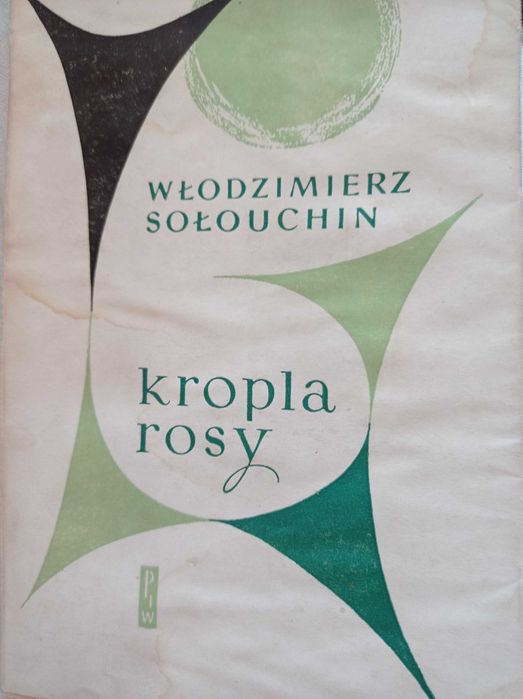 WŁODZIMIERZ
SOŁOUCHIN
kropla
rosy
PIW